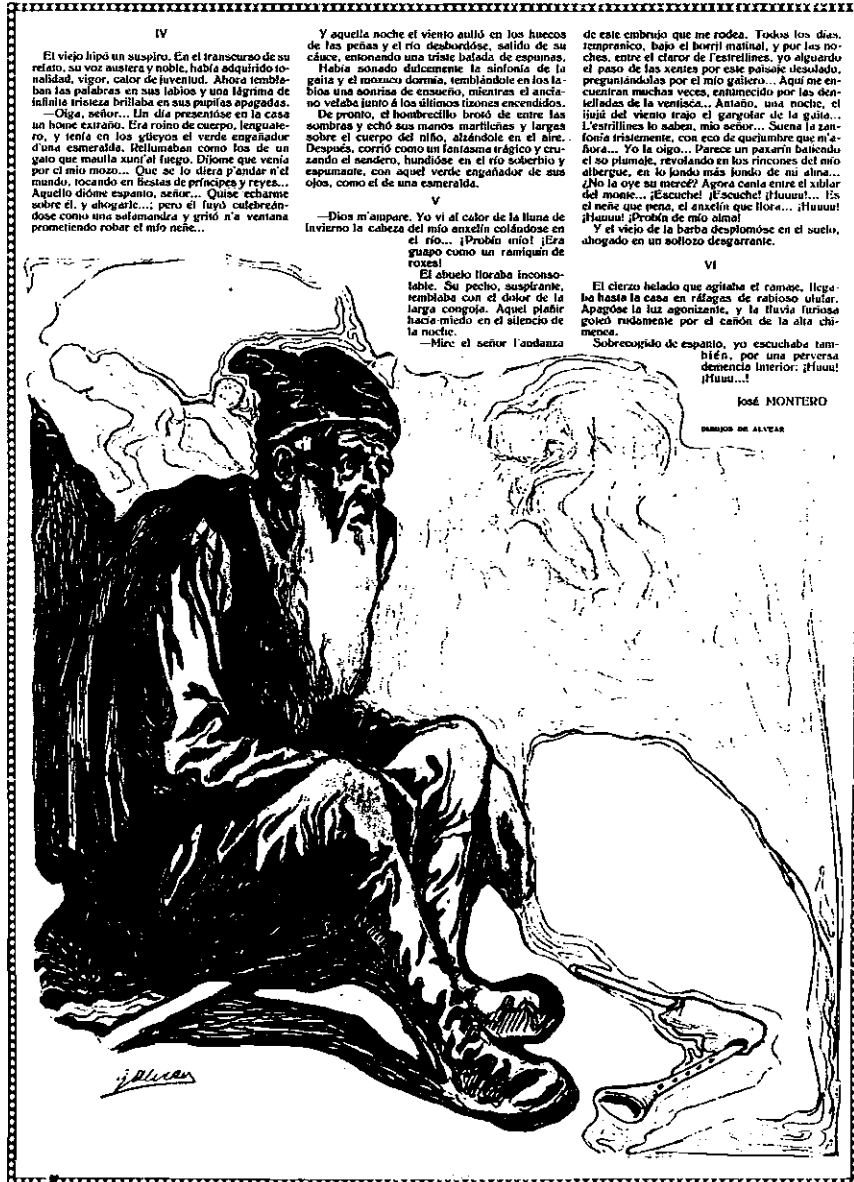 IV
El viejo hipó un suspiro. En el transcurso de su
relato, su voz austera y noble, había adquirido to-
nalidad, vigor, calor de juventud. Ahora tembla-
ban las palabras en sus labios y una lágrima de
infinita tristeza brillaba en sus pupilas apagadas.
—Oiga, señor... Un día presentóse en la casa
un home extraño. Era roíno de cuerpo, lenguate-
ro, y tenía en los güeyos el verde engañador
d'una esmeralda. Rellumaban como los de un
gato que maulla xunt'al fuego. Díjome que venía
por el mio mozo... Que se lo diera p'andar n'el
mundo, tocando en fiestas de príncipes y reyes...
Aquello dióme espanto, señor... Quise echarme
sobre él, y ahogarle...; pero él fuyó culebreán-
dose como una salamandra y gritó n'a ventana
prometiendo robar el mío neñe...
Y aquella noche el viento aulló en los huecos
de las peñas y el río desbordóse, salido de su
cáuce, entonando una triste balada de espumas.
Había sonado dulcemente la sinfonía de la
gaita y el mozuco dormía, temblándole en los la-
bios una sonrisa de ensueño, mientras el ancia-
no velaba junto á los últimos tizones encendidos.
De pronto, el hombrecillo brotó de entre las
sombras y echó sus manos marfileñas y largas
sobre el cuerpo del niño, alzándole en el aire.
Después, corrió como un fantasma trágico y cru-
zando el sendero, hundióse en el río soberbio y
espumante, con aquel verde engañador de sus
ojos, como el de una esmeralda.
V
—Dios m'ampare. Yo vi al calor de la lluna de
Invierno la cabeza del mío anxelín colándose en
el río... ¡Probín mío! ¡Era
guapo como un ramiquín de
roxes!
El abuelo lloraba inconso-
lable. Su pecho, suspirante,
temblaba con el dolor de la
larga congoja. Aquel plañir
hacía miedo en el silencio de
la noche.
—Mire el señor l'andanza
de este embrujo que me rodea. Todos los días,
tempranico, bajo el borril matinal, y por las no-
ches, entre el claror de l'estrellines, yo alguardo
el paso de las xentes por este paisaje desolado,
preguntándolas por el mío gaitero... Aquí me en-
cuentran muchas veces, entumecido por las den-
telladas de la ventisca... Antaño, una noche, el
ijujú del viento trajo el gargolar de la gaita...
L'estrillines lo saben, mio señor... Suena la zan-
fonía tristemente, con eco de quejumbre que m'a-
ñora... Yo la oigo... Parece un paxarín batiendo
el so plumaje, revolando en los rincones del mío
albergue, en lo jondo más jondo de mi alma...
¿No la oye su mercé? Agora canta entre el xiblar
del monte... ¡Escuche! ¡Escuche! ¡Huuuu!... Es
el neñe que pena, el anxelín que llora... ¡Huuuu!
¡Huuuu! ¡Probín de mío alma!
Y el viejo de la barba desplomóse en el suelo,
ahogado en un sollozo desgarrante.
VI
El cierzo helado que agitaba el ramaje, llega-
ba hasta la casa en ráfagas de rabioso ulular.
Apagóse la luz agonizante, y la lluvia furiosa
goteó rudamente por el cañón de la alta chi-
menea.
Sobrecogido de espanto, yo escuchaba tam-
bién, por una perversa
demencia interior: ¡Huuu!
¡Huuu...!
José MONTERO
DIBUJOS DE ALVEAR
Alvear